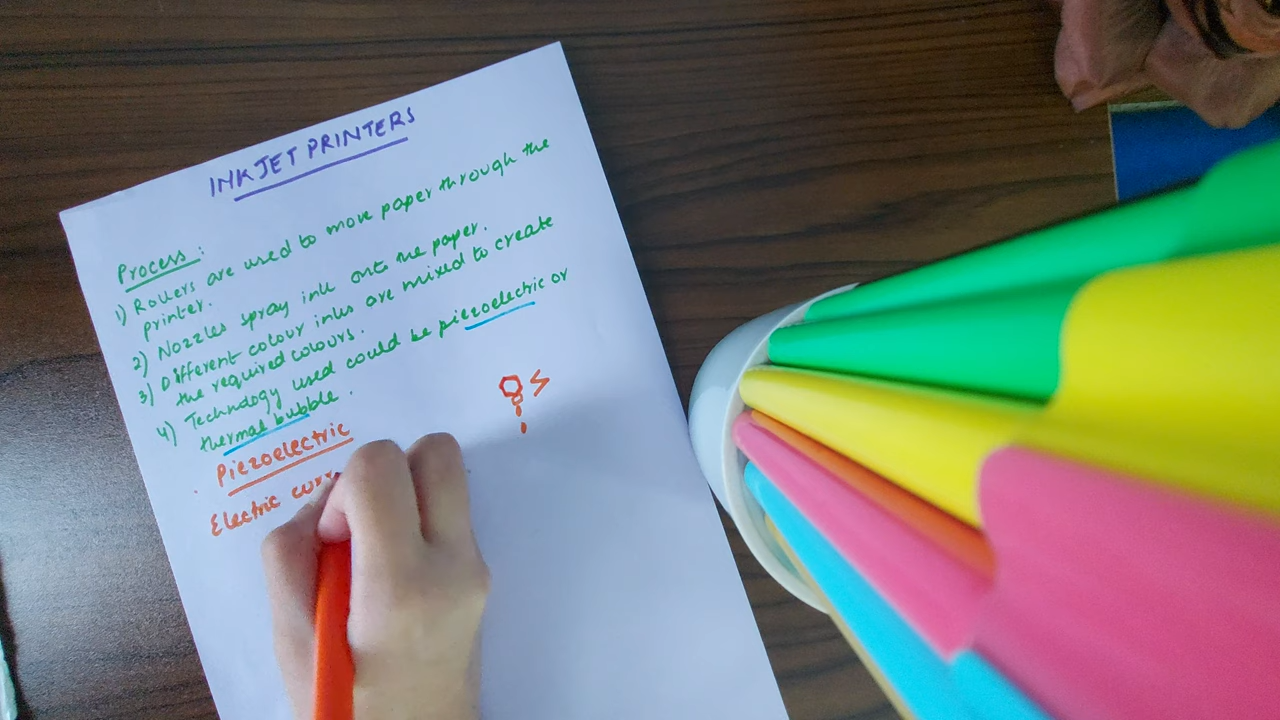 INKJET PRINTERS
Process:
1) Rollers are used to move paper through the
printer.
2) Nozzles spray ink onto the paper.
3) Different colour inks are mixed to create
the required colours.
4) Technology used could be piezoelectric or
thermal bubble.
Piezoelectric
Electric curr